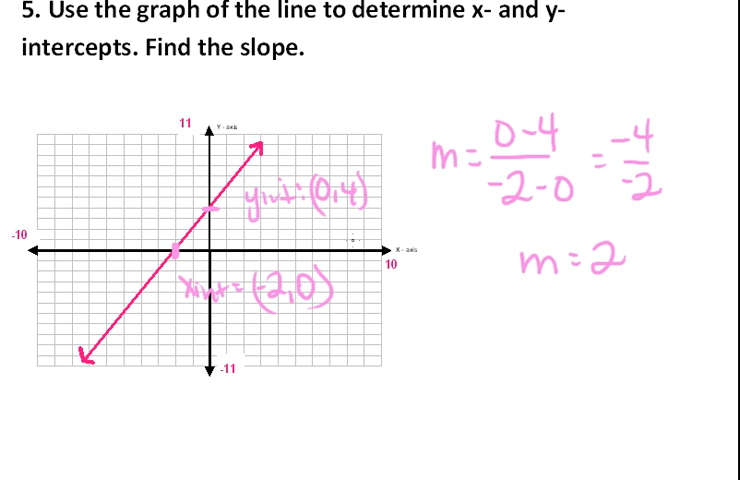 5. Use the graph of the line to determine x- and y-
intercepts. Find the slope.
11
Y - axis
m = 0-4 / -2-0 = -4 / -2
y int: (0,4)
-10
X - axis
10
m = 2
x int = (-2,0)
-11